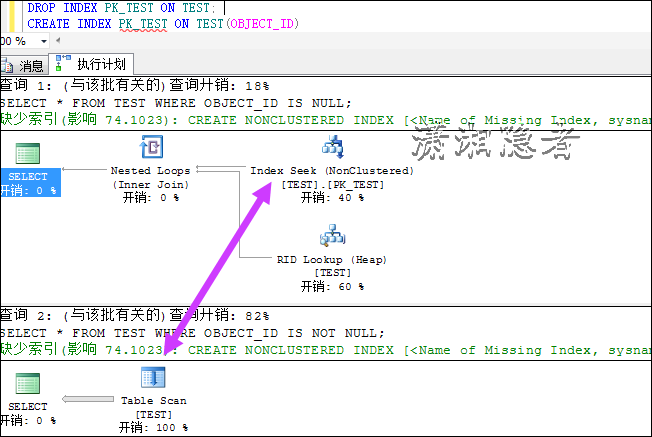 DROP INDEX PK_TEST ON TEST;
CREATE INDEX PK_TEST ON TEST(OBJECT_ID)
00 %
消息
执行计划
查询 1: (与该批有关的)查询开销: 18%
SELECT * FROM TEST WHERE OBJECT_ID IS NULL;
缺少索引(影响 74.1023): CREATE NONCLUSTERED INDEX [<Name of Missing Index, sysnam
潇湘隐者
SELECT
开销: 0 %
Nested Loops
(Inner Join)
开销: 0 %
Index Seek (NonClustered)
[TEST].[PK_TEST]
开销: 40 %
RID Lookup (Heap)
[TEST]
开销: 60 %
查询 2: (与该批有关的)查询开销: 82%
SELECT * FROM TEST WHERE OBJECT_ID IS NOT NULL;
缺少索引(影响 74.1023): CREATE NONCLUSTERED INDEX [<Name of Missing Index, sysnam
SELECT
开销: 0 %
Table Scan
[TEST]
开销: 100 %